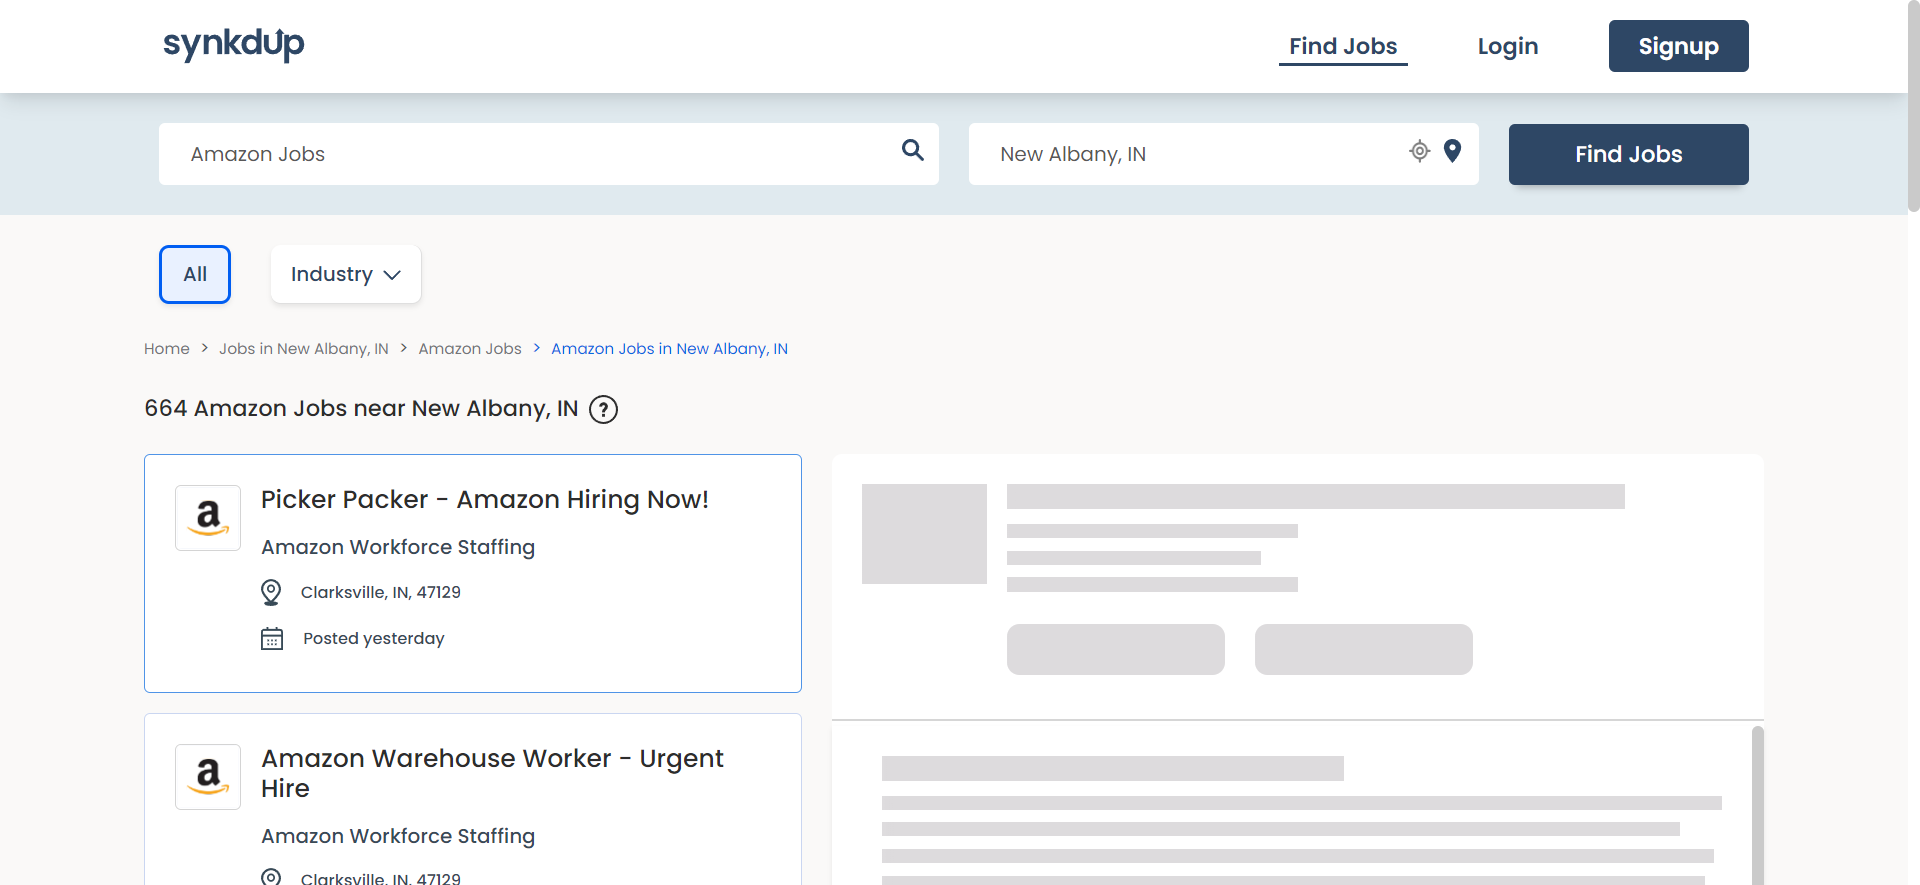 synkdup
Find Jobs
Login
Signup
Amazon Jobs
New Albany, IN
Find Jobs
All
Industry
Home > Jobs in New Albany, IN > Amazon Jobs > Amazon Jobs in New Albany, IN
664 Amazon Jobs near New Albany, IN ?
a
Picker Packer - Amazon Hiring Now!
Amazon Workforce Staffing
Clarksville, IN, 47129
Posted yesterday
a
Amazon Warehouse Worker - Urgent
Hire
Amazon Workforce Staffing
Clarksville, IN, 47129